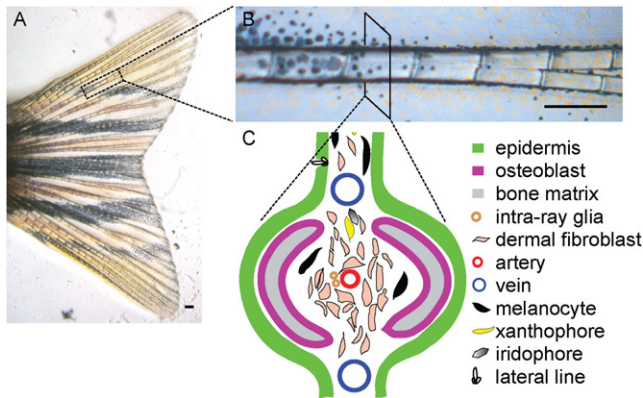 A
B
C
epidermis
osteoblast
bone matrix
intra-ray glia
dermal fibroblast
artery
vein
melanocyte
xanthophore
iridophore
lateral line